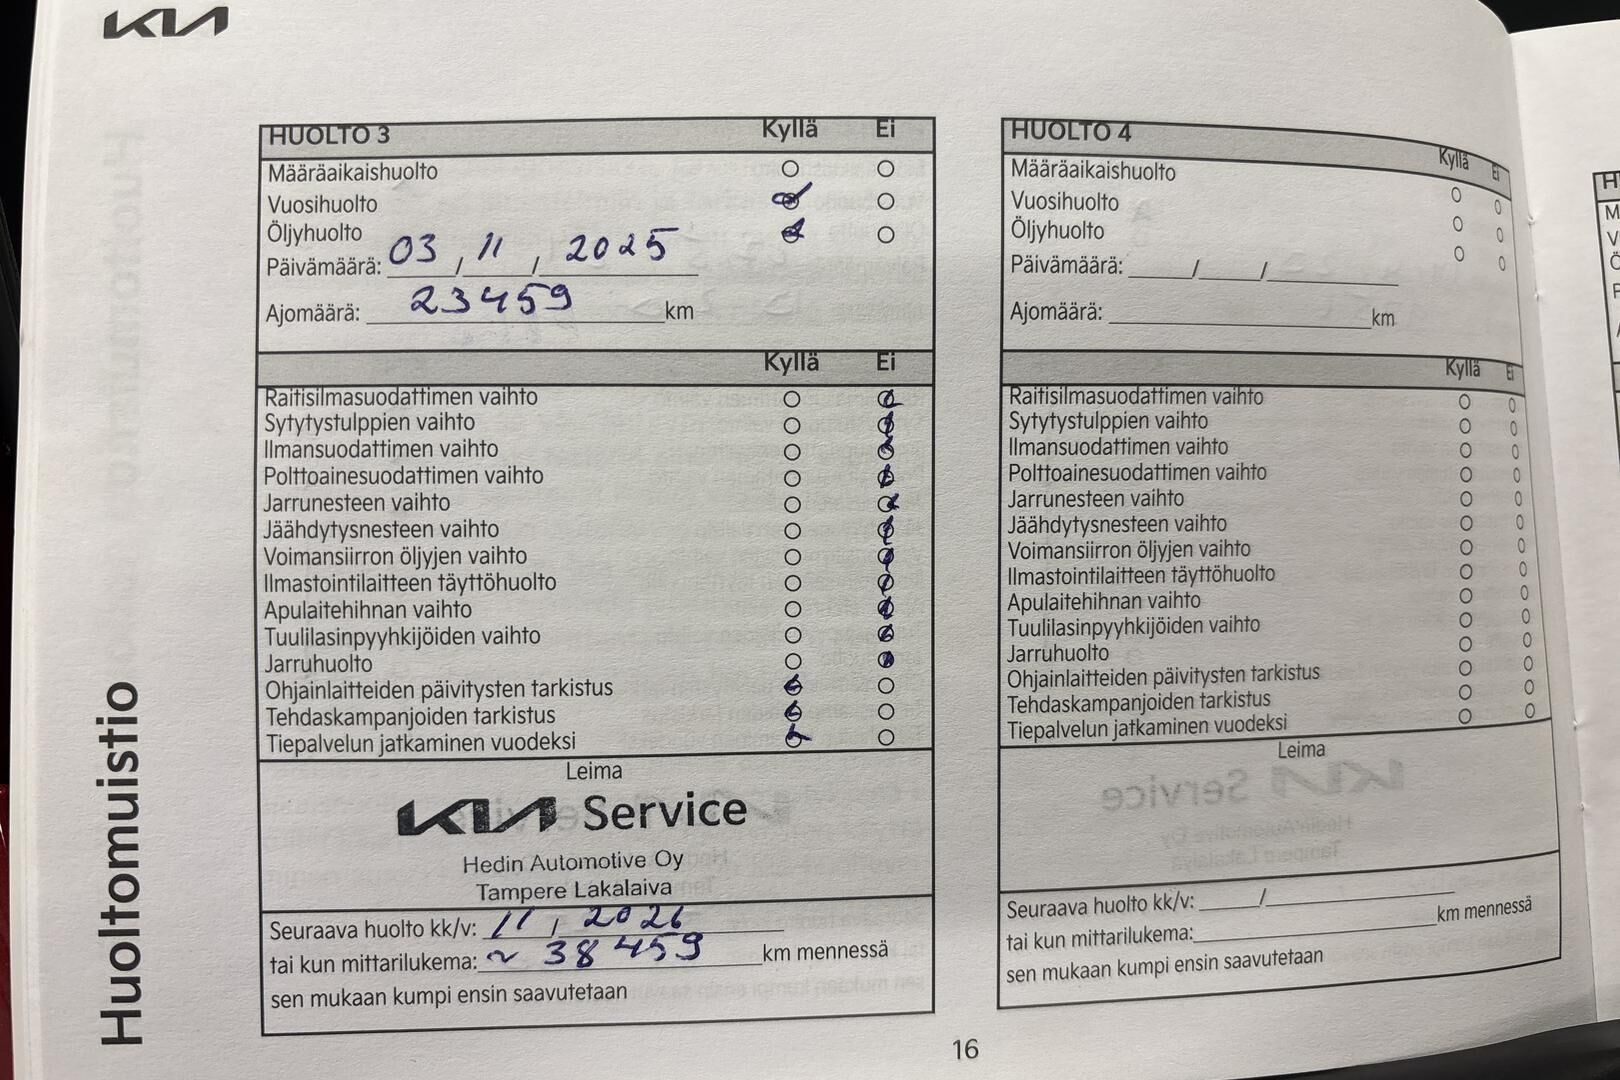 KIA
Huoltomuistio
HUOLTO 3 Kyllä Ei
Määräaikaishuolto
Vuosihuolto
Öljyhuolto
Päivämäärä: 03 / 11 / 2025
Ajomäärä: 23459 km
Kyllä Ei
Raitisilmasuodattimen vaihto
Sytytystulppien vaihto
Ilmansuodattimen vaihto
Polttoainesuodattimen vaihto
Jarrunesteen vaihto
Jäähdytysnesteen vaihto
Voimansiirron öljyjen vaihto
Ilmastointilaitteen täyttöhuolto
Apulaitehihnan vaihto
Tuulilasinpyyhkijöiden vaihto
Jarruhuolto
Ohjainlaitteiden päivitysten tarkistus
Tehdaskampanjoiden tarkistus
Tiepalvelun jatkaminen vuodeksi
Leima
KIA Service
Hedin Automotive Oy
Tampere Lakalaiva
Seuraava huolto kk/v: 11 / 2026
tai kun mittarilukema: ~ 38459 km mennessä
sen mukaan kumpi ensin saavutetaan
HUOLTO 4 Kyllä Ei
Määräaikaishuolto
Vuosihuolto
Öljyhuolto
Päivämäärä: / /
Ajomäärä: km
Kyllä Ei
Raitisilmasuodattimen vaihto
Sytytystulppien vaihto
Ilmansuodattimen vaihto
Polttoainesuodattimen vaihto
Jarrunesteen vaihto
Jäähdytysnesteen vaihto
Voimansiirron öljyjen vaihto
Ilmastointilaitteen täyttöhuolto
Apulaitehihnan vaihto
Tuulilasinpyyhkijöiden vaihto
Jarruhuolto
Ohjainlaitteiden päivitysten tarkistus
Tehdaskampanjoiden tarkistus
Tiepalvelun jatkaminen vuodeksi
Leima
Seuraava huolto kk/v: /
tai kun mittarilukema: km mennessä
sen mukaan kumpi ensin saavutetaan
16